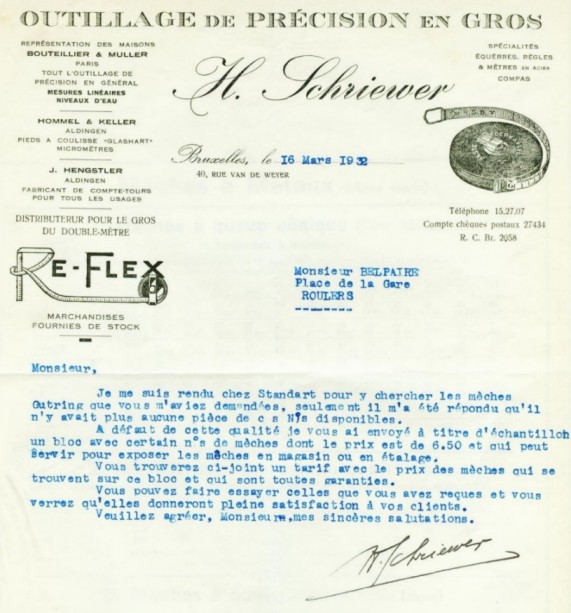 OUTILLAGE DE PRÉCISION EN GROS
REPRÉSENTATION DES MAISONS
BOUTEILLIER & MULLER
PARIS
TOUT L'OUTILLAGE DE
PRÉCISION EN GÉNÉRAL
MESURES LINÉAIRES
NIVEAUX D'EAU
HOMMEL & KELLER
ALDINGEN
PIEDS A COULISSE "GLASHART"
MICROMÈTRES
J. HENGSTLER
ALDINGEN
FABRICANT DE COMPTE-TOURS
POUR TOUS LES USAGES
DISTRIBUTERUR POUR LE GROS
DU DOUBLE-MÈTRE
RE-FLEX
MARCHANDISES
FOURNIES DE STOCK
H. Schriewer
SPÉCIALITÉS
ÉQUERRES, RÈGLES
& MÈTRES EN ACIER
COMPAS
Bruxelles, le 16 Mars 1932
40, RUE VAN DE WEYER
Téléphone 15.27.07
Compte chèques postaux 27434
R. C. Br. 2058
Monsieur BELPAIRE
Place de la Gare
ROULERS
--------
Monsieur,
Je me suis rendu chez Standart pour y chercher les mèches
Gutring que vous m'aviez demandées, seulement il m'a été répondu qu'il
n'y avait plus aucune pièce de c s N°s disponibles.
A défaut de cette qualité je vous ai envoyé à titre d'échantillon
un bloc avec certain n°s de mèches dont le prix est de 6.50 et qui peut
servir pour exposer les mèches en magasin ou en étalage.
Vous trouverez ci-joint un tarif avec le prix des mèches qui se
trouvent sur ce bloc et qui sont toutes garanties.
Vous pouvez faire essayer celles que vous avez reçues et vous
verrez qu'elles donneront pleine satisfaction à vos clients.
Veuillez agréer, Monsieur,mes sincères salutations.
H. Schriewer